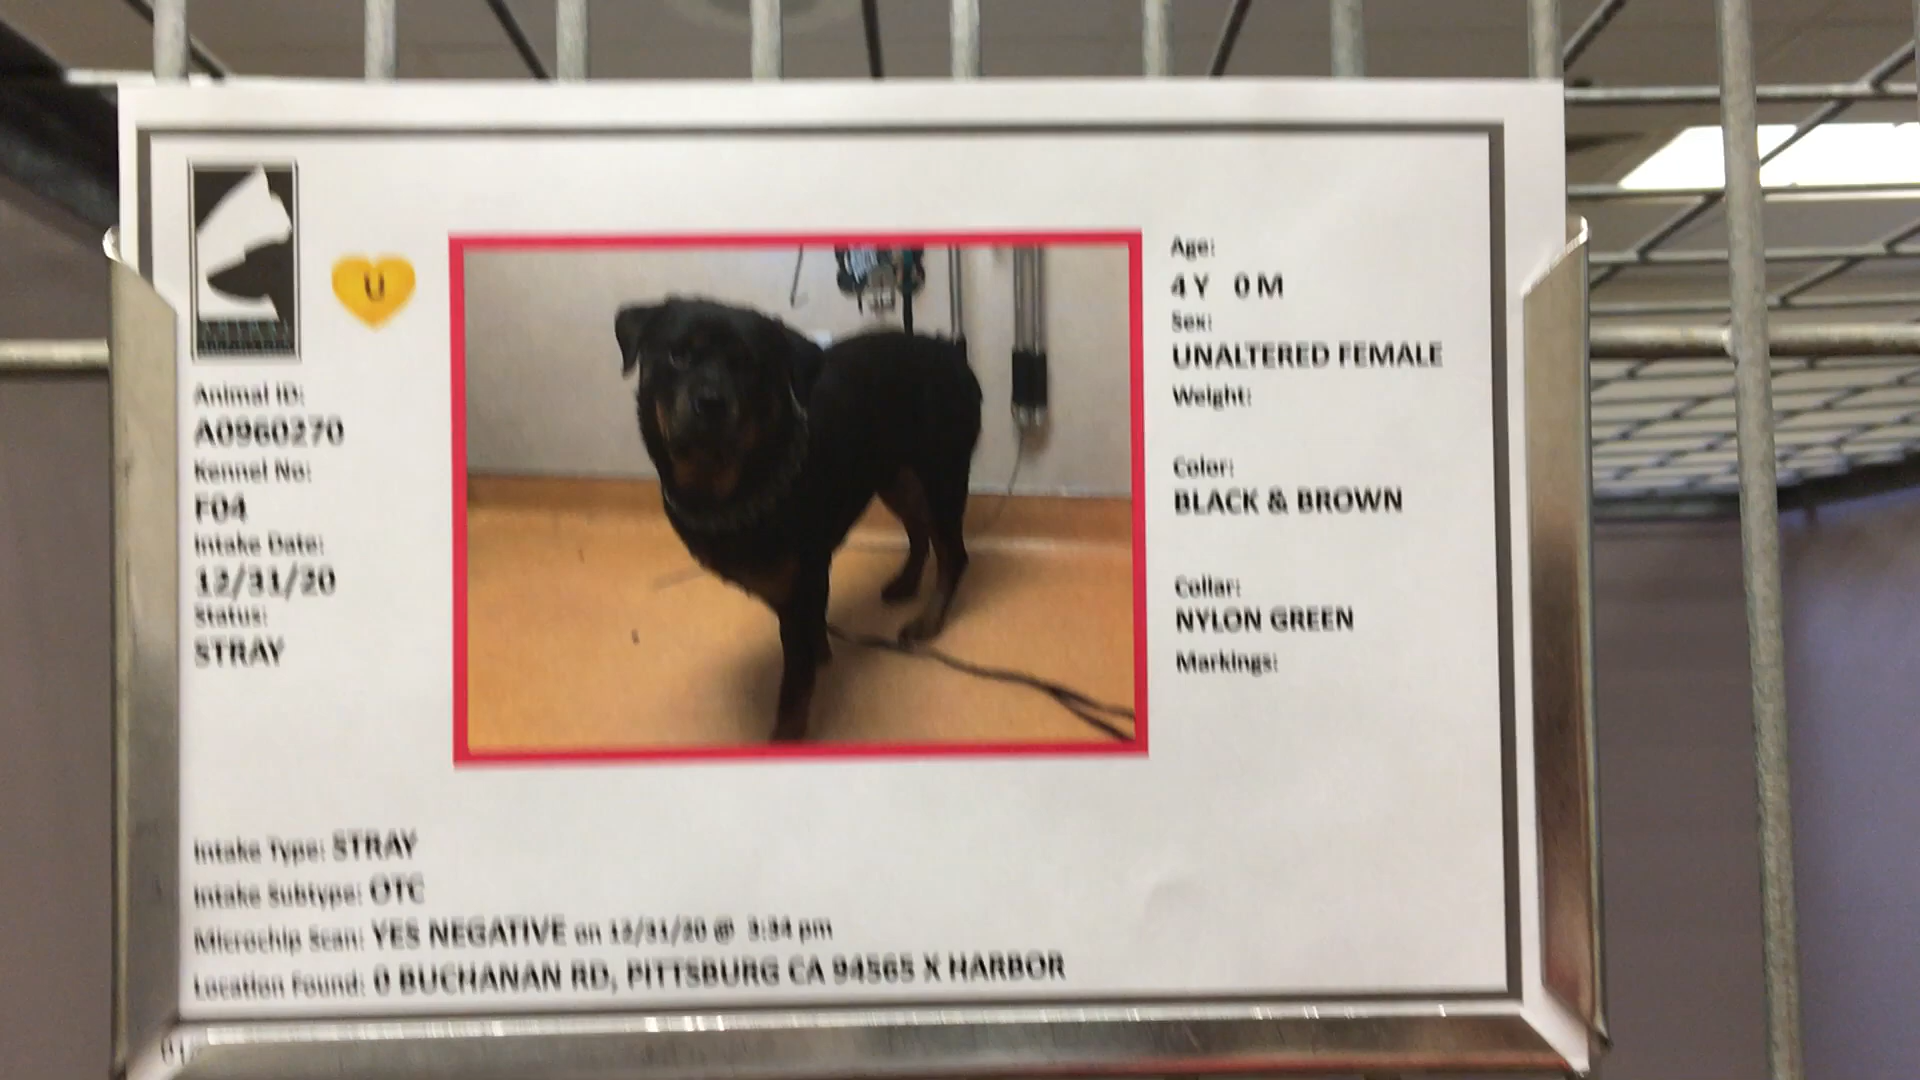 U
Animal ID:
A0960270
Kennel No:
F04
Intake Date:
12/31/20
Status:
STRAY
Age:
4 Y 0 M
Sex:
UNALTERED FEMALE
Weight:
Color:
BLACK & BROWN
Collar:
NYLON GREEN
Markings:
Intake Type: STRAY
Intake Subtype: OTC
Microchip Scan: YES NEGATIVE on 12/31/20 @ 3:34 pm
Location Found: 0 BUCHANAN RD, PITTSBURG CA 94565 X HARBOR